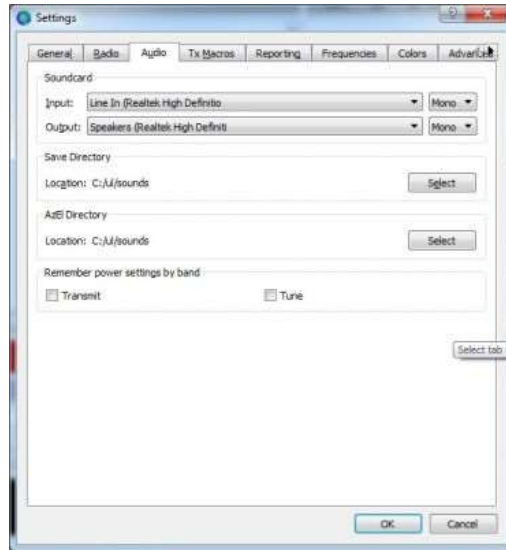 Settings
General Radio Audio Tx Macros Reporting Frequencies Colors Advanced
Soundcard
Input: Line In (Realtek High Definitio Mono
Output: Speakers (Realtek High Definiti Mono
Save Directory
Location: C:/ul/sounds Select
AzEl Directory
Location: C:/ul/sounds Select
Remember power settings by band
Transmit Tune
Select tab
OK Cancel